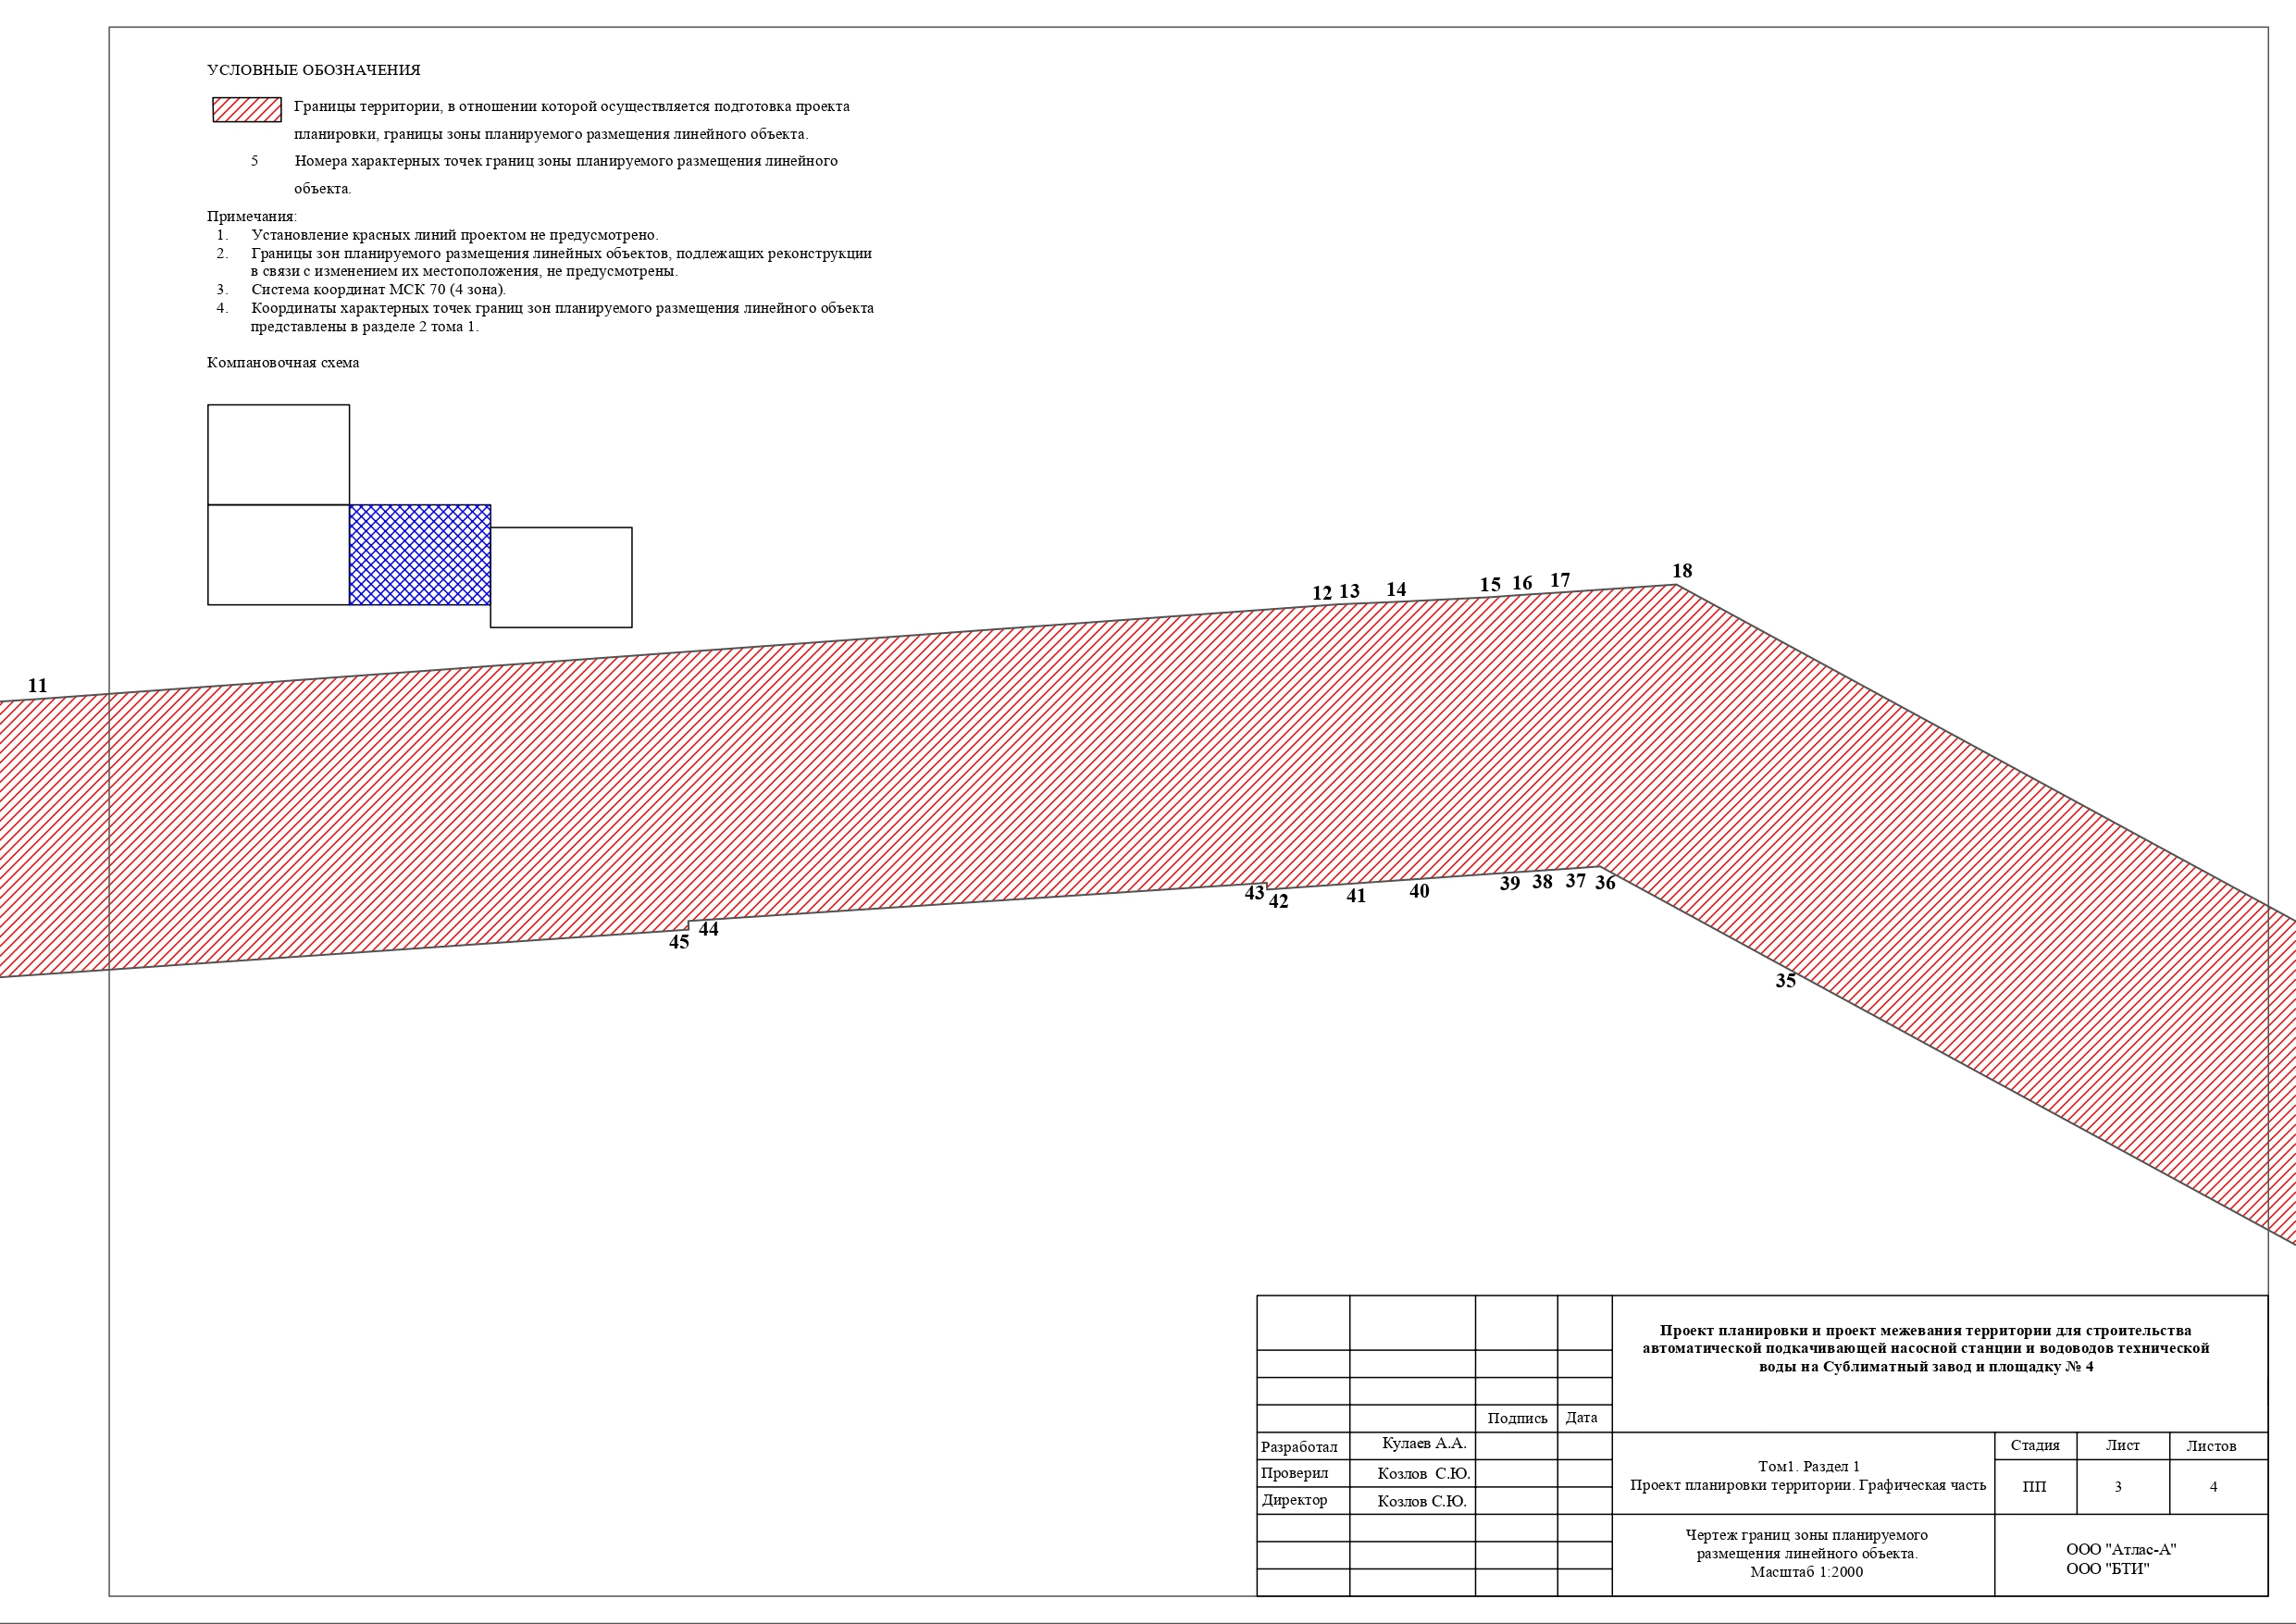 УСЛОВНЫЕ ОБОЗНАЧЕНИЯ
Границы территории, в отношении которой осуществляется подготовка проекта
планировки, границы зоны планируемого размещения линейного объекта.
5 Номера характерных точек границ зоны планируемого размещения линейного
объекта.
Примечания:
1. Установление красных линий проектом не предусмотрено.
2. Границы зон планируемого размещения линейных объектов, подлежащих реконструкции
в связи с изменением их местоположения, не предусмотрены.
3. Система координат МСК 70 (4 зона).
4. Координаты характерных точек границ зон планируемого размещения линейного объекта
представлены в разделе 2 тома 1.
Компановочная схема
11
12 13 14 15 16 17 18
45 44 43 42 41 40 39 38 37 36
35
Проект планировки и проект межевания территории для строительства
автоматической подкачивающей насосной станции и водоводов технической
воды на Сублиматный завод и площадку № 4
Подпись Дата
Разработал Кулаев А.А.
Проверил Козлов С.Ю.
Директор Козлов С.Ю.
Том1. Раздел 1
Проект планировки территории. Графическая часть
Стадия Лист Листов
ПП 3 4
Чертеж границ зоны планируемого
размещения линейного объекта.
Масштаб 1:2000
ООО "Атлас-А"
ООО "БТИ"